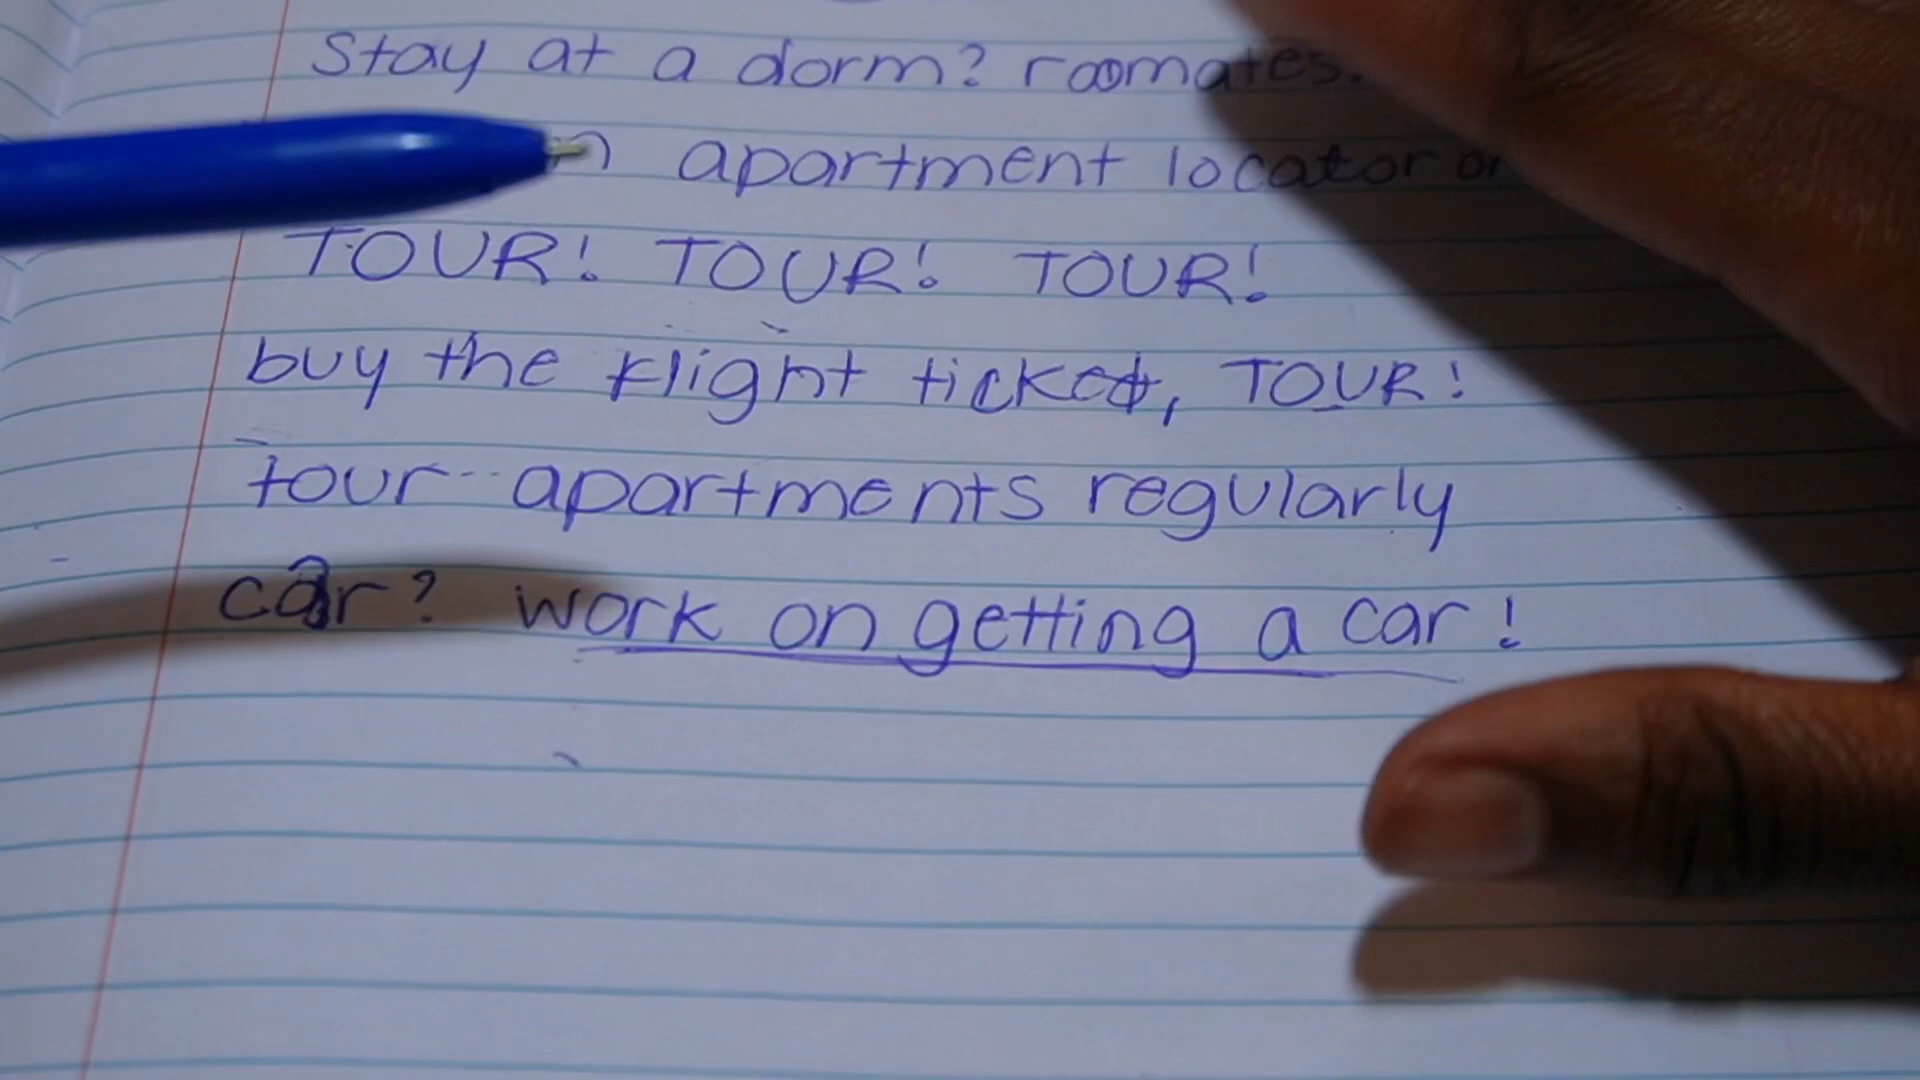 Stay at a dorm? roomates.
apartment locator
TOUR! TOUR! TOUR!
buy the flight ticket, TOUR!
tour apartments regularly
car? work on getting a car!